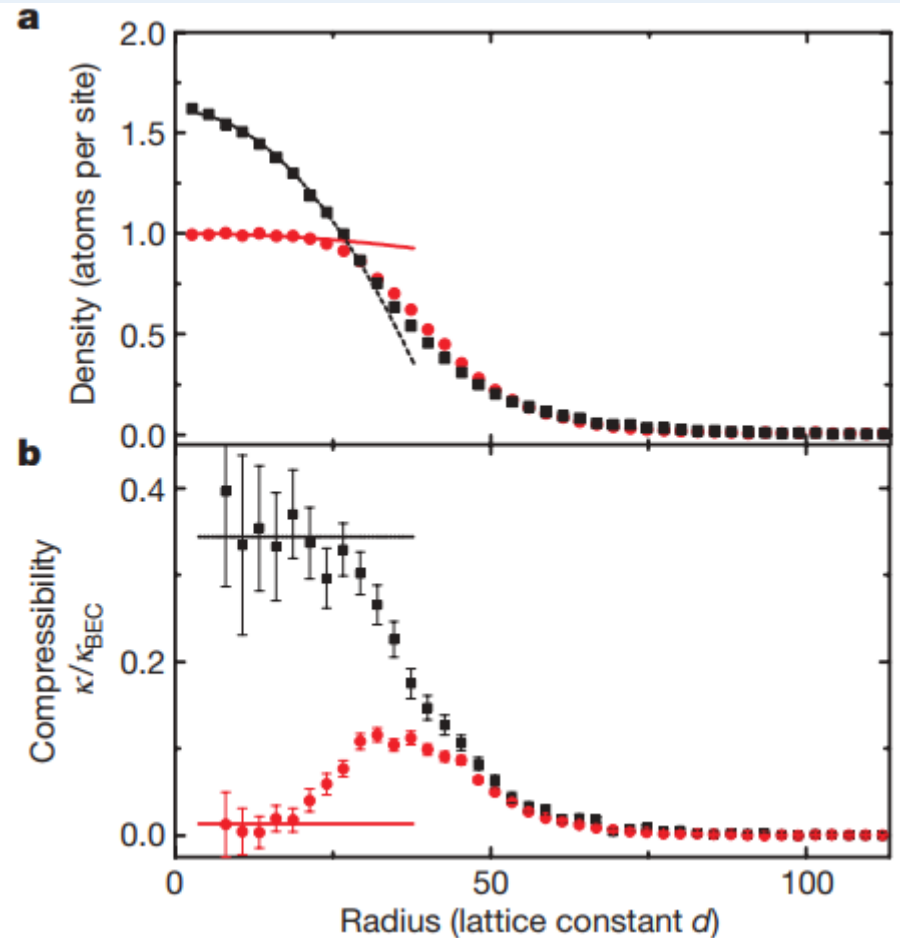 a
2.0
1.5
1.0
0.5
0.0
Density (atoms per site)
b
0.4
0.2
0.0
Compressibility
κ/κBEC
0
50
100
Radius (lattice constant d)